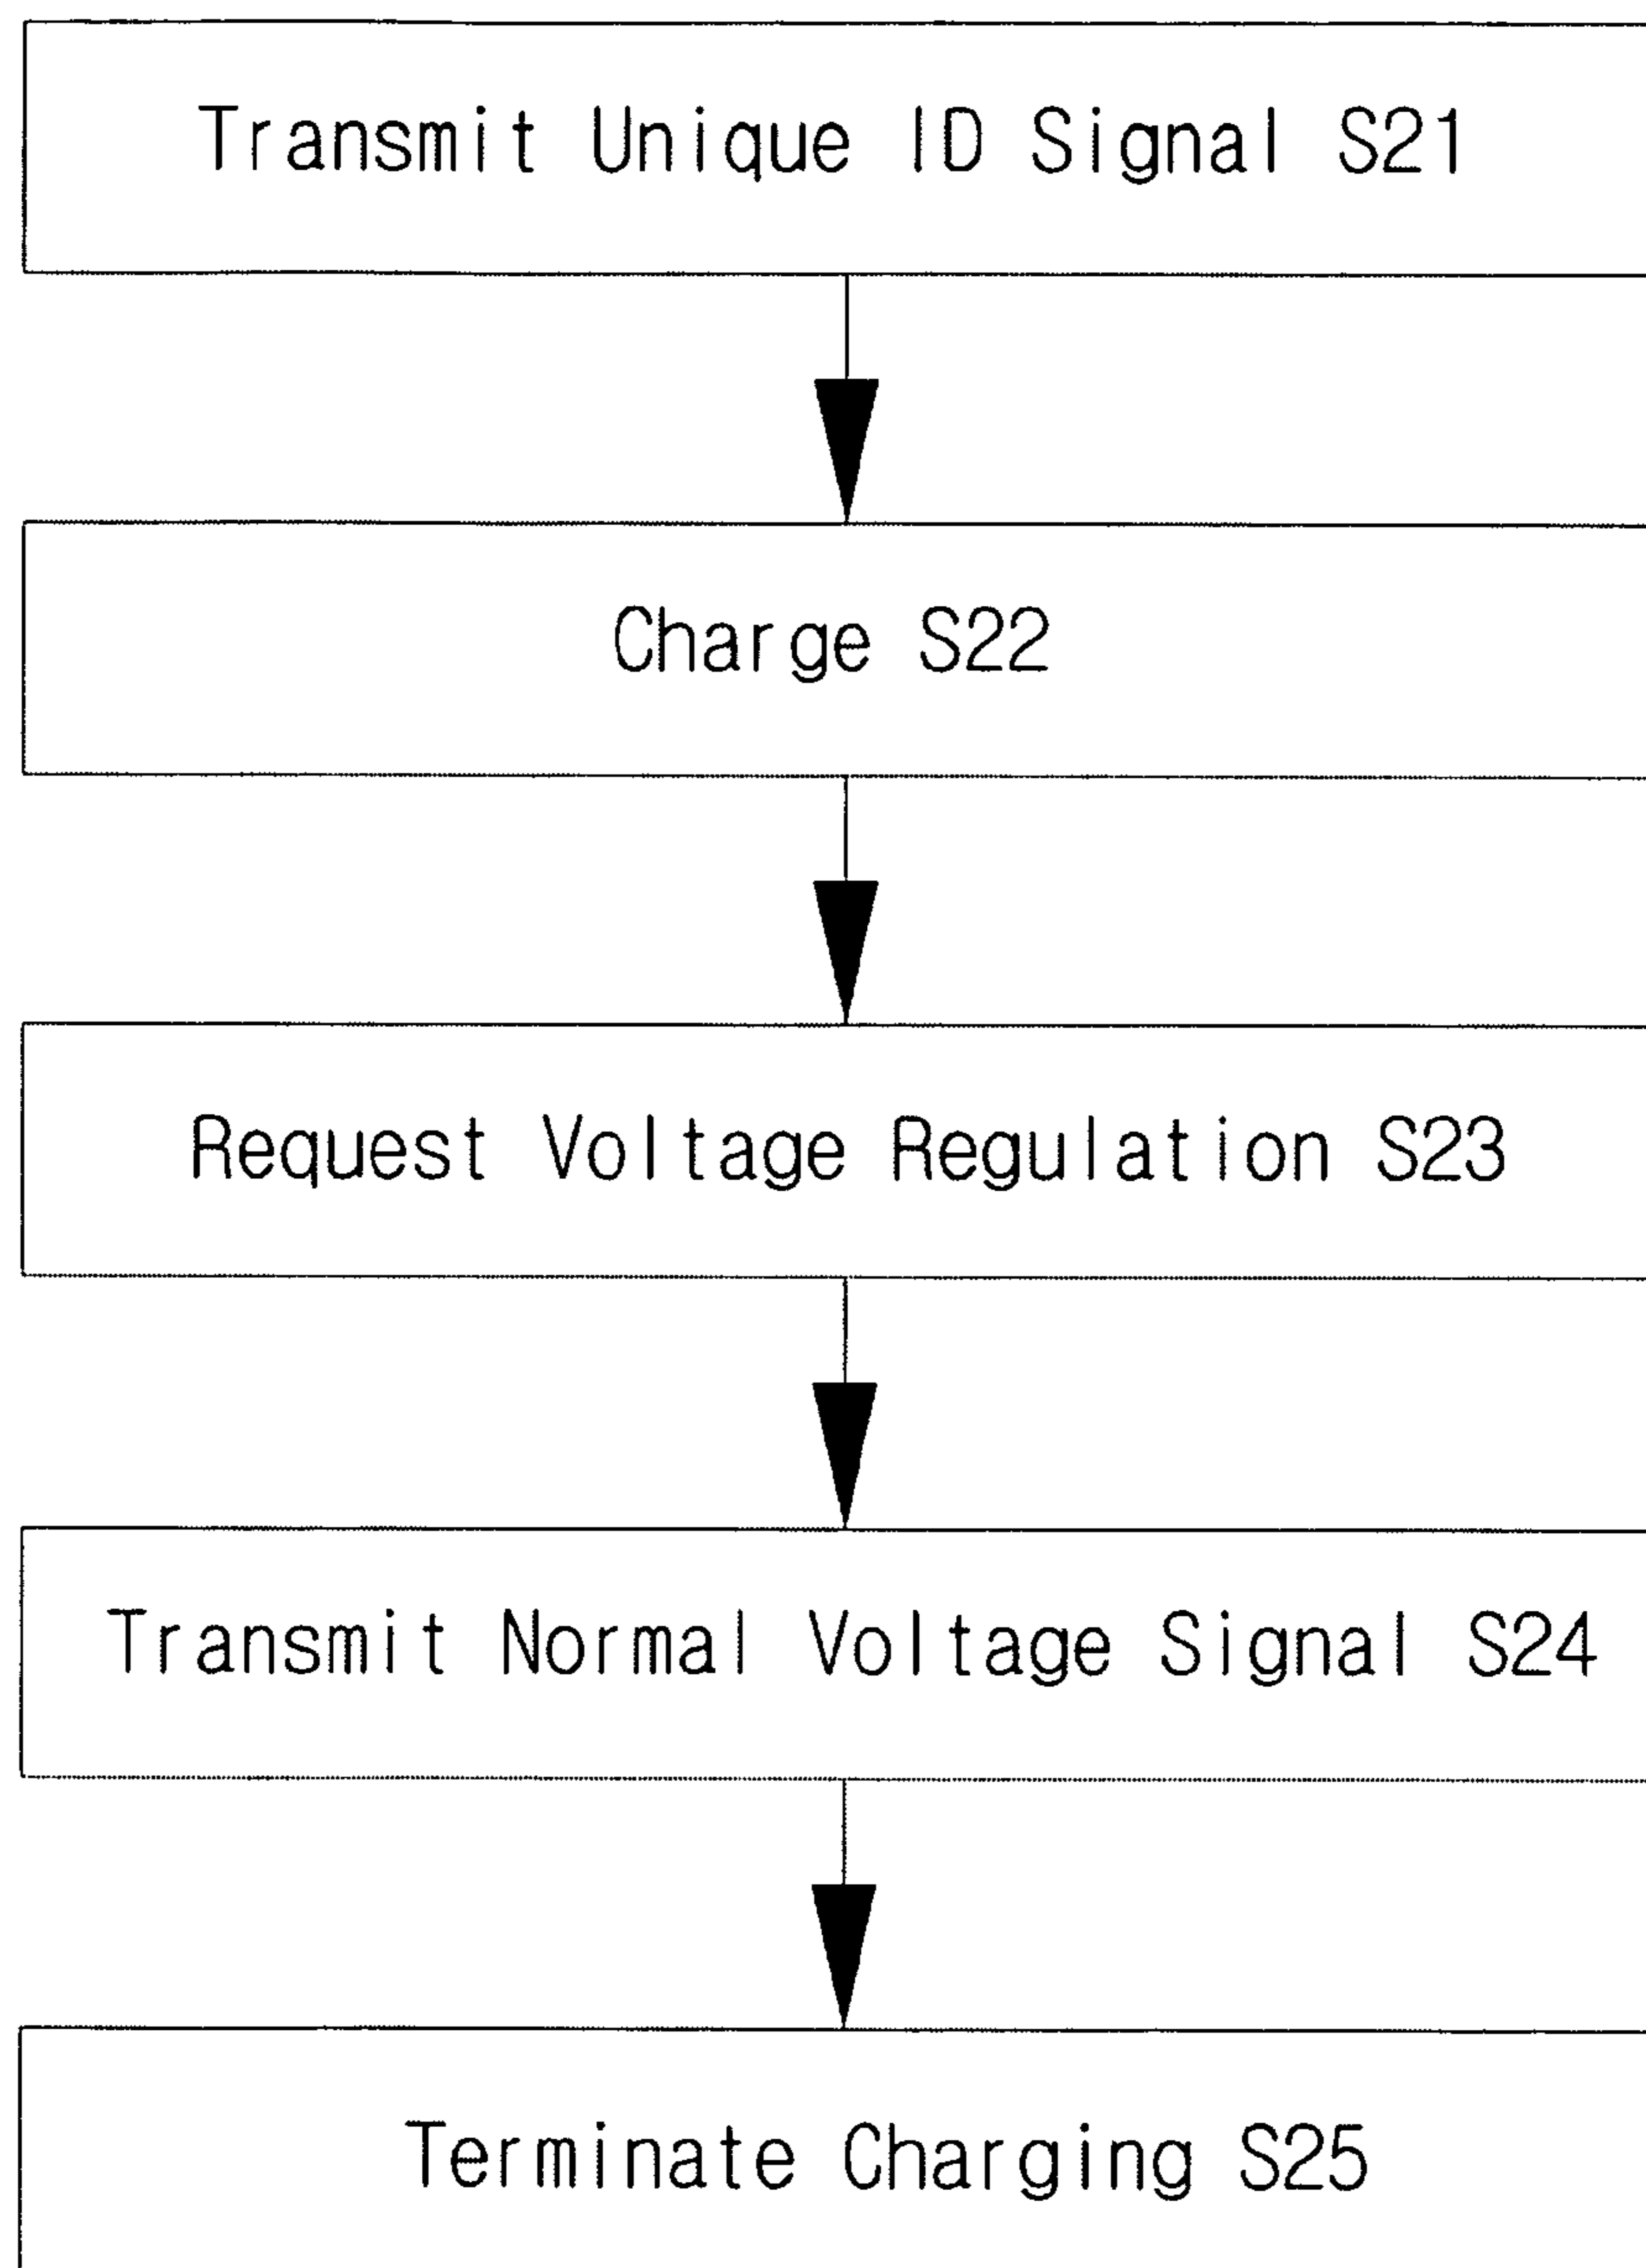 Transmit Unique ID Signal S21
Charge S22
Request Voltage Regulation S23
Transmit Normal Voltage Signal S24
Terminate Charging S25